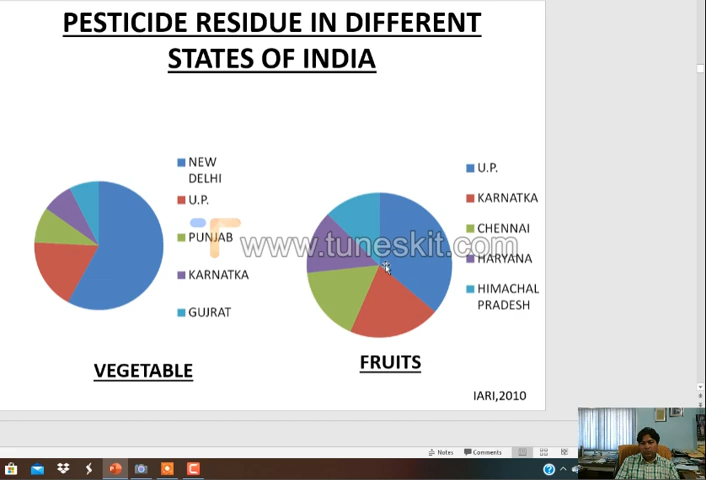 PESTICIDE RESIDUE IN DIFFERENT
STATES OF INDIA
NEW
DELHI
U.P.
PUNJAB
KARNATKA
GUJRAT
VEGETABLE
U.P.
KARNATKA
CHENNAI
HARYANA
HIMACHAL
PRADESH
FRUITS
www.tuneskit.com
IARI,2010
Notes
Comments